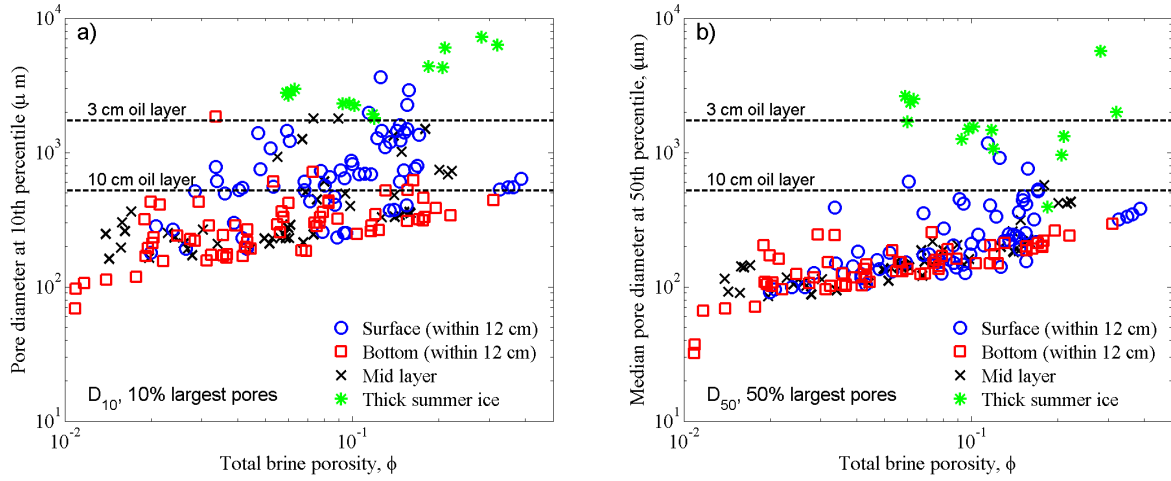 a)
10⁴
10³
10²
10¹
Pore diameter at 10th percentile (μ m)
3 cm oil layer
10 cm oil layer
Surface (within 12 cm)
Bottom (within 12 cm)
Mid layer
Thick summer ice
D₁₀, 10% largest pores
10⁻²
10⁻¹
Total brine porosity, ϕ
b)
10⁴
10³
10²
10¹
Median pore diameter at 50th percentile, (μm)
3 cm oil layer
10 cm oil layer
Surface (within 12 cm)
Bottom (within 12 cm)
Mid layer
Thick summer ice
D₅₀, 50% largest pores
10⁻²
10⁻¹
Total brine porosity, ϕ